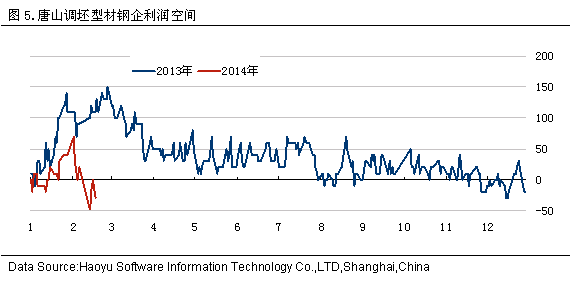 图 5.唐山调坯型材钢企利润空间
2013年 2014年
200
150
100
50
0
-50
1 2 3 4 5 6 7 8 9 10 11 12
Data Source:Haoyu Software Information Technology Co.,LTD,Shanghai,China